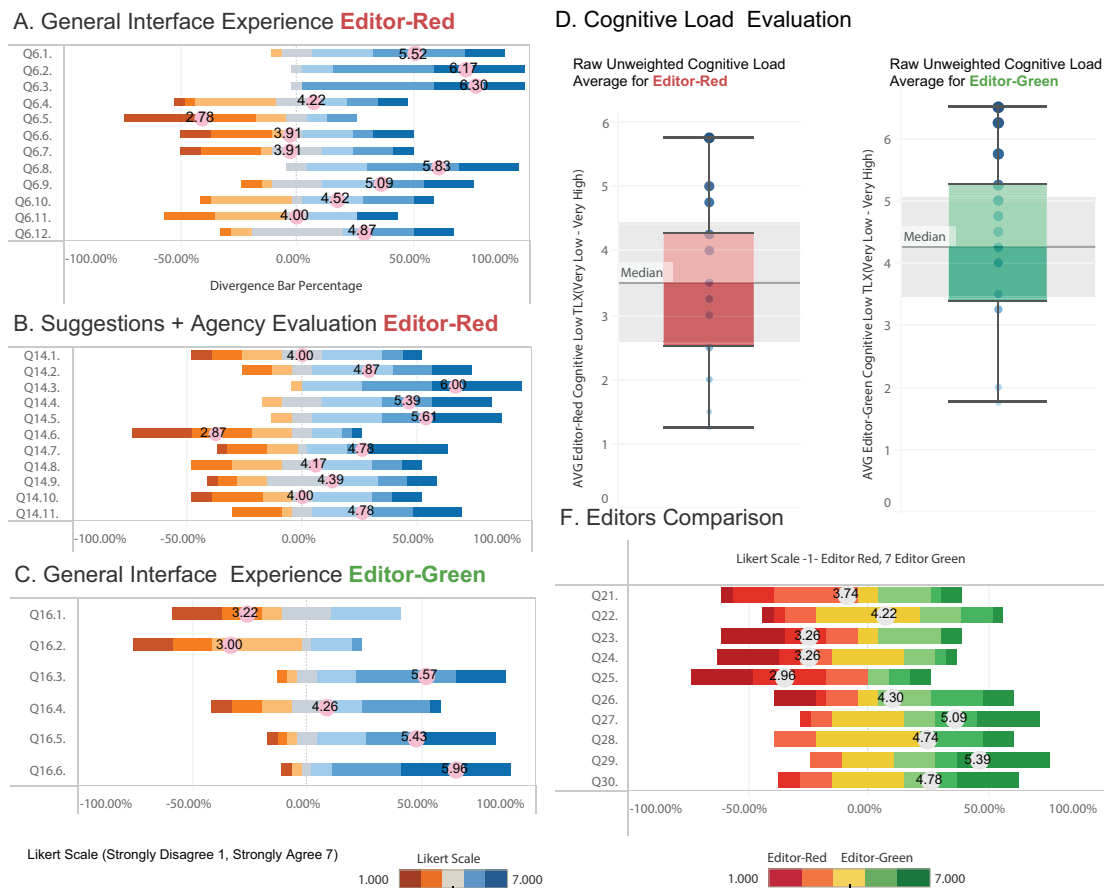 A. General Interface Experience Editor-Red
Q6.1. 5.52
Q6.2. 6.17
Q6.3. 6.30
Q6.4. 4.22
Q6.5. 2.78
Q6.6. 3.91
Q6.7. 3.91
Q6.8. 5.83
Q6.9. 5.09
Q6.10. 4.52
Q6.11. 4.00
Q6.12. 4.87
-100.00% -50.00% 0.00% 50.00% 100.00%
Divergence Bar Percentage
B. Suggestions + Agency Evaluation Editor-Red
Q14.1. 4.00
Q14.2. 4.87
Q14.3. 6.00
Q14.4. 5.39
Q14.5. 5.61
Q14.6. 2.87
Q14.7. 4.78
Q14.8. 4.17
Q14.9. 4.39
Q14.10. 4.00
Q14.11. 4.78
-100.00% -50.00% 0.00% 50.00% 100.00%
C. General Interface Experience Editor-Green
Q16.1. 3.22
Q16.2. 3.00
Q16.3. 5.57
Q16.4. 4.26
Q16.5. 5.43
Q16.6. 5.96
-100.00% -50.00% 0.00% 50.00% 100.00%
Likert Scale (Strongly Disagree 1, Strongly Agree 7)
Likert Scale
1.000 7.000
D. Cognitive Load Evaluation
Raw Unweighted Cognitive Load
Average for Editor-Red
AVG Editor-Red Cognitive Low TLX(Very Low - Very High)
6
5
4
3
2
1
0
Median
Raw Unweighted Cognitive Load
Average for Editor-Green
AVG Editor-Green Cognitive Low TLX(Very Low - Very High)
6
5
4
3
2
1
0
Median
F. Editors Comparison
Likert Scale -1- Editor Red, 7 Editor Green
Q21. 3.74
Q22. 4.22
Q23. 3.26
Q24. 3.26
Q25. 2.96
Q26. 4.30
Q27. 5.09
Q28. 4.74
Q29. 5.39
Q30. 4.78
-100.00% -50.00% 0.00% 50.00% 100.00%
Editor-Red Editor-Green
1.000 7.000